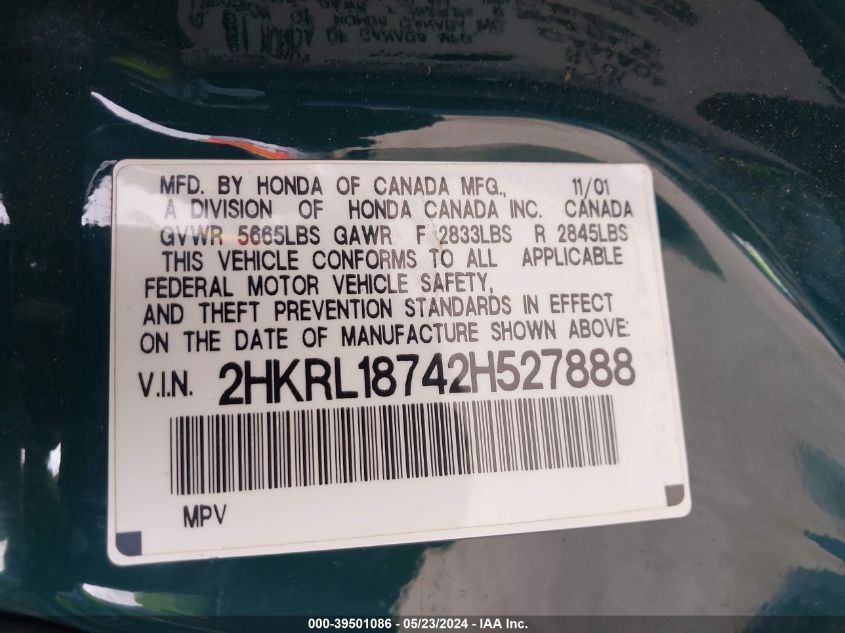 MFD. BY HONDA OF CANADA MFG., 11/01
A DIVISION OF HONDA CANADA INC. CANADA
GVWR 5665LBS GAWR F 2833LBS R 2845LBS
THIS VEHICLE CONFORMS TO ALL APPLICABLE
FEDERAL MOTOR VEHICLE SAFETY,
AND THEFT PREVENTION STANDARDS IN EFFECT
ON THE DATE OF MANUFACTURE SHOWN ABOVE:
V.I.N. 2HKRL18742H527888
MPV
000-39501086 - 05/23/2024 - IAA Inc.